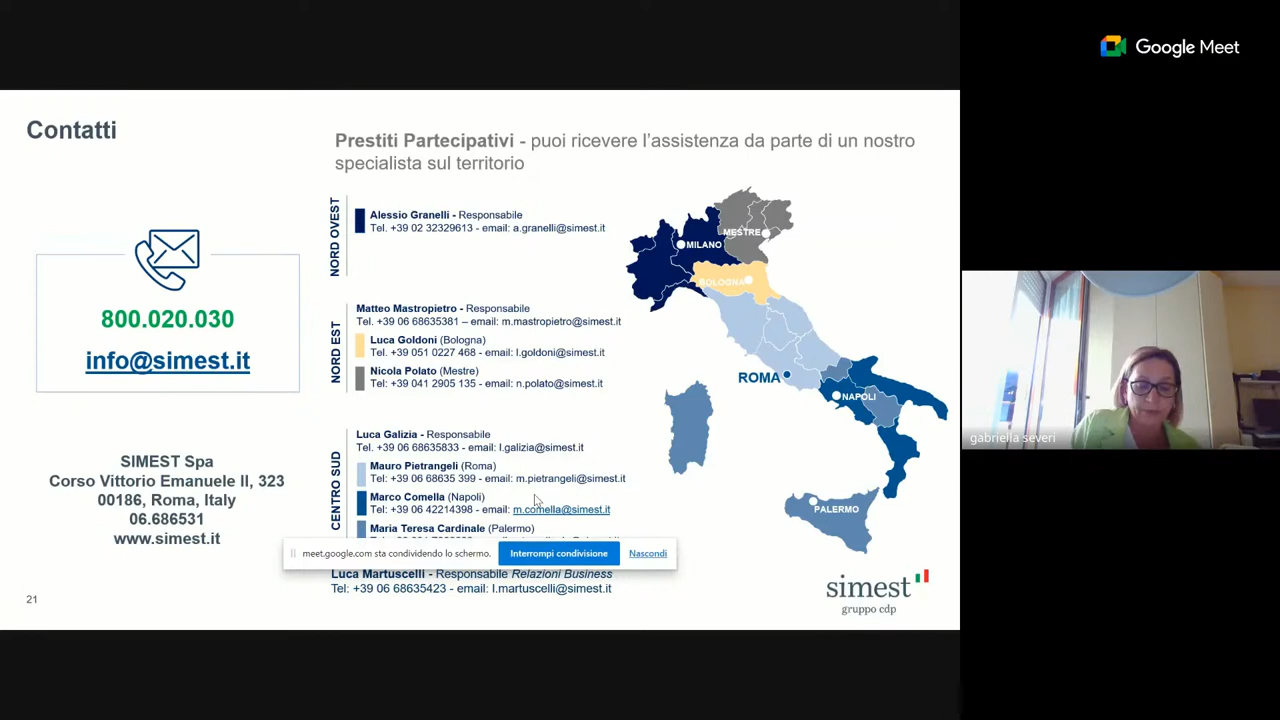 Google Meet
Contatti
Prestiti Partecipativi - puoi ricevere l'assistenza da parte di un nostro
specialista sul territorio
800.020.030
info@simest.it
SIMEST Spa
Corso Vittorio Emanuele II, 323
00186, Roma, Italy
06.686531
www.simest.it
NORD OVEST
Alessio Granelli - Responsabile
Tel. +39 02 32329613 - email: a.granelli@simest.it
NORD EST
Matteo Mastropietro - Responsabile
Tel. +39 06 68635381 – email: m.mastropietro@simest.it
Luca Goldoni (Bologna)
Tel. +39 051 0227 468 - email: l.goldoni@simest.it
Nicola Polato (Mestre)
Tel: +39 041 2905 135 - email: n.polato@simest.it
CENTRO SUD
Luca Galizia - Responsabile
Tel. +39 06 68635833 - email: l.galizia@simest.it
Mauro Pietrangeli (Roma)
Tel: +39 06 68635 399 - email: m.pietrangeli@simest.it
Marco Comella (Napoli)
Tel: +39 06 42214398 - email: m.comella@simest.it
Maria Teresa Cardinale (Palermo)
meet.google.com sta condividendo lo schermo.
Interrompi condivisione
Nascondi
Luca Martuscelli - Responsabile Relazioni Business
Tel: +39 06 68635423 - email: l.martuscelli@simest.it
MESTRE
MILANO
BOLOGNA
ROMA
NAPOLI
PALERMO
simest
gruppo cdp
21
gabriella severi